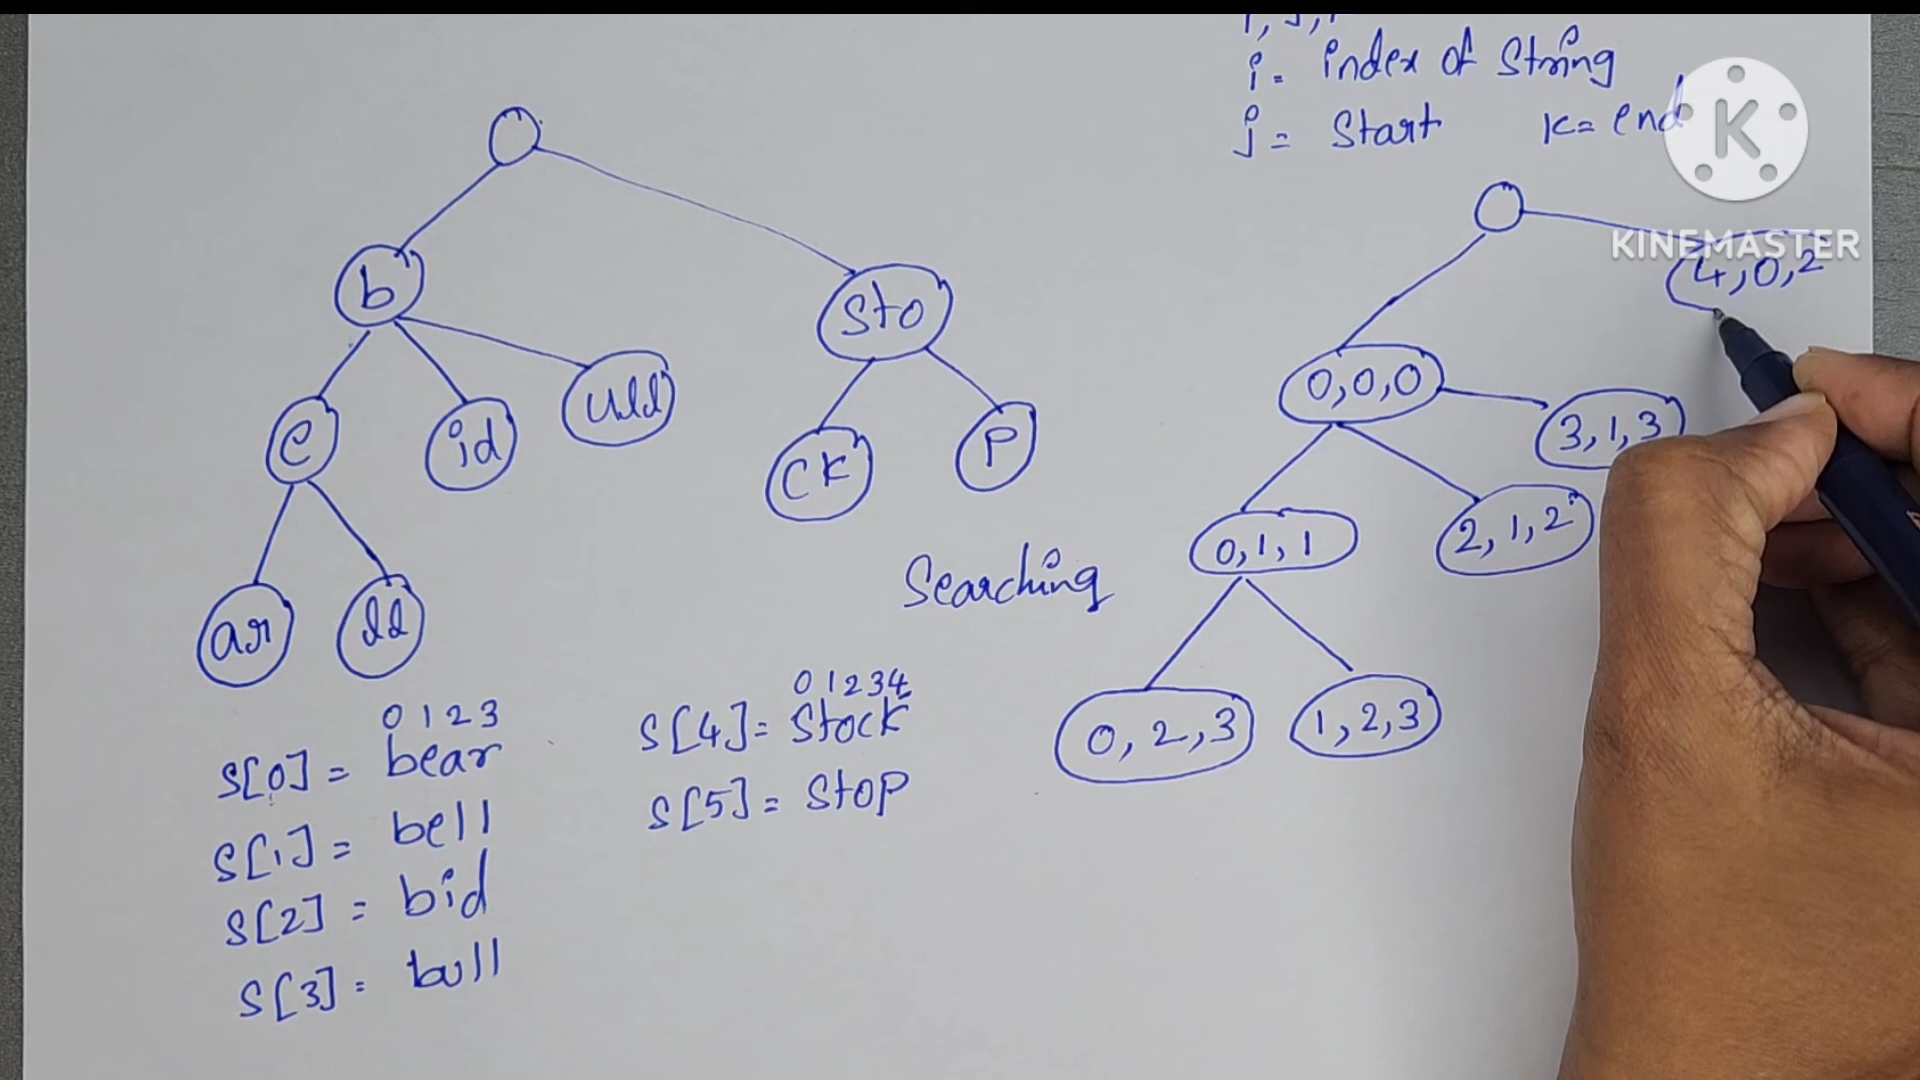 i, j, k
i = index of String
j = Start k = end
K
KINEMASTER
b
Sto
e
id
Ull
CK
P
ar
ll
4,0,2
0,0,0
3,1,3
0,1,1
2,1,2
0,2,3
1,2,3
Searching
0 1 2 3
S[0] = bear
S[1] = bell
S[2] = bid
S[3] = bull
0 1 2 3 4
S[4] = Stock
S[5] = Stop